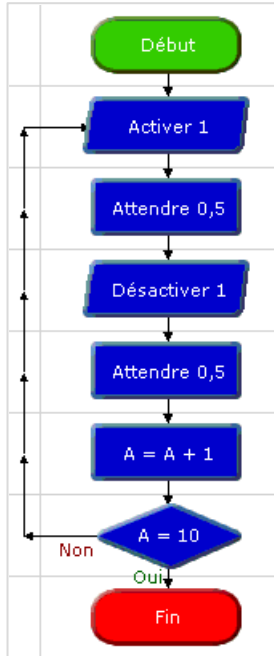 Début
Activer 1
Attendre 0,5
Désactiver 1
Attendre 0,5
A = A + 1
A = 10
Non
Oui
Fin